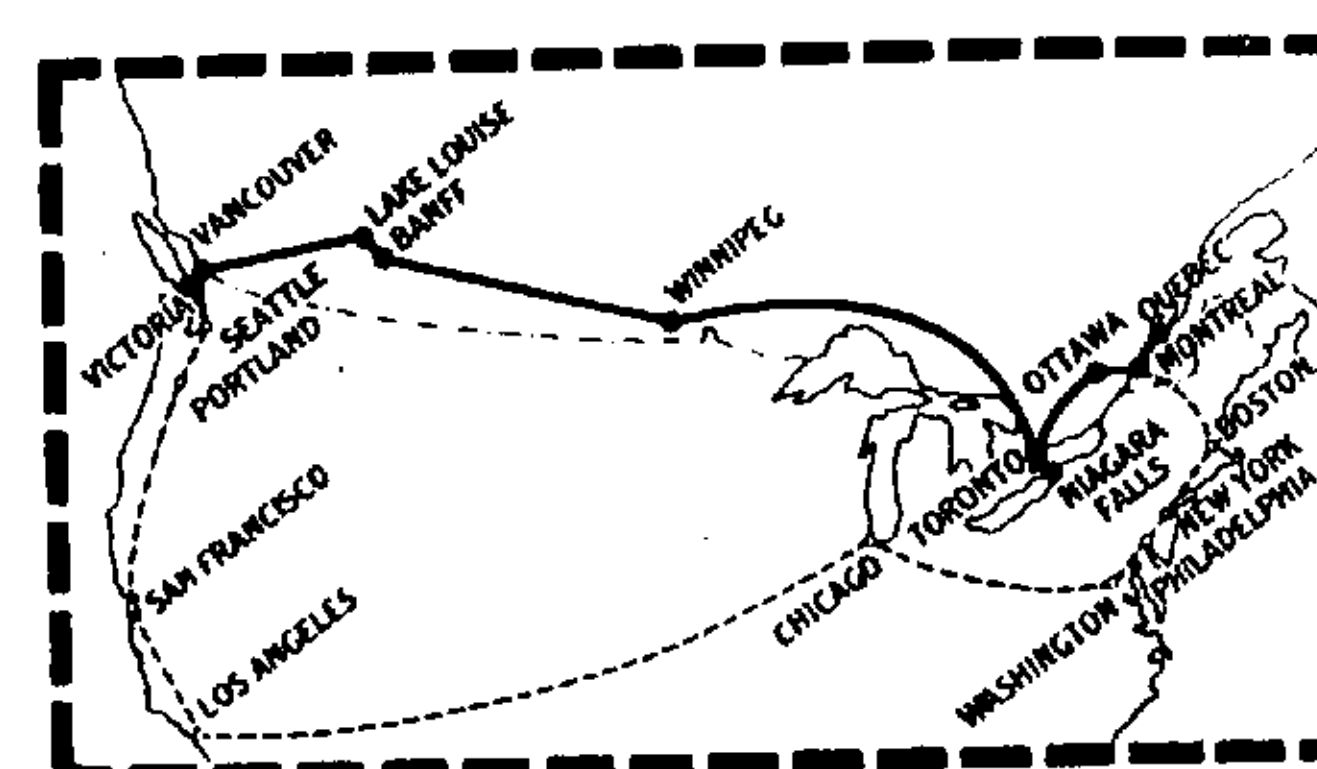 VANCOUVER
LAKE LOUISE
BANFF
WINNIPEG
VICTORIA
SEATTLE
PORTLAND
OTTAWA
QUEBEC
MONTREAL
BOSTON
SAN FRANCISCO
TORONTO
NIAGARA
FALLS
NEW YORK
PHILADELPHIA
LOS ANGELES
CHICAGO
WASHINGTON